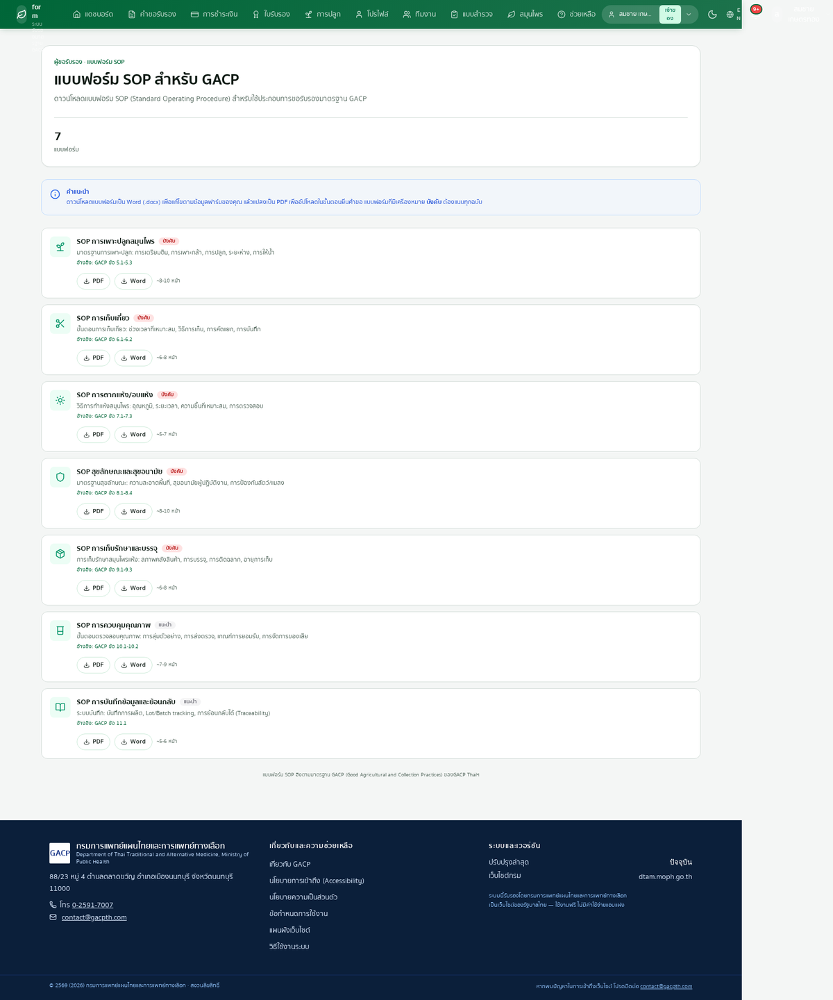 for
m
ระบบ
แดชบอร์ด
คำขอรับรอง
การชำระเงิน
ใบรับรอง
การปลูก
โปรไฟล์
ทีมงาน
แบบสำรวจ
สมุนไพร
ช่วยเหลือ
สมชาย เกษ...
เจ้าข
อง
E
N
9+
ผู้ขอรับรอง · แบบฟอร์ม SOP
แบบฟอร์ม SOP สำหรับ GACP
ดาวน์โหลดแบบฟอร์ม SOP (Standard Operating Procedure) สำหรับใช้ประกอบการขอรับรองมาตรฐาน GACP
7
แบบฟอร์ม
คำแนะนำ
ดาวน์โหลดแบบฟอร์มเป็น Word (.docx) เพื่อแก้ไขตามข้อมูลฟาร์มของคุณ แล้วแปลงเป็น PDF เพื่ออัปโหลดในขั้นตอนยื่นคำขอ แบบฟอร์มที่มีเครื่องหมาย บังคับ ต้องแนบทุกฉบับ
SOP การเพาะปลูกสมุนไพร บังคับ
มาตรฐานการเพาะปลูก: การเตรียมดิน, การเพาะกล้า, การปลูก, ระยะห่าง, การให้น้ำ
อ้างอิง: GACP ข้อ 5.1-5.3
PDF Word ~8-10 หน้า
SOP การเก็บเกี่ยว บังคับ
ขั้นตอนการเก็บเกี่ยว: ช่วงเวลาที่เหมาะสม, วิธีการเก็บ, การคัดแยก, การบันทึก
อ้างอิง: GACP ข้อ 6.1-6.2
PDF Word ~6-8 หน้า
SOP การตากแห้ง/อบแห้ง บังคับ
วิธีการทำแห้งสมุนไพร: อุณหภูมิ, ระยะเวลา, ความชื้นที่เหมาะสม, การตรวจสอบ
อ้างอิง: GACP ข้อ 7.1-7.3
PDF Word ~5-7 หน้า
SOP สุขลักษณะและสุขอนามัย บังคับ
มาตรฐานสุขลักษณะ: ความสะอาดพื้นที่, สุขอนามัยผู้ปฏิบัติงาน, การป้องกันสัตว์/แมลง
อ้างอิง: GACP ข้อ 8.1-8.4
PDF Word ~8-10 หน้า
SOP การเก็บรักษาและบรรจุ บังคับ
การเก็บรักษาสมุนไพรแห้ง: สภาพคลังสินค้า, การบรรจุ, การติดฉลาก, อายุการเก็บ
อ้างอิง: GACP ข้อ 9.1-9.3
PDF Word ~6-8 หน้า
SOP การควบคุมคุณภาพ แนะนำ
ขั้นตอนตรวจสอบคุณภาพ: การสุ่มตัวอย่าง, การส่งตรวจ, เกณฑ์การยอมรับ, การจัดการของเสีย
อ้างอิง: GACP ข้อ 10.1-10.2
PDF Word ~7-9 หน้า
SOP การบันทึกข้อมูลและย้อนกลับ แนะนำ
ระบบบันทึก: บันทึกการผลิต, Lot/Batch tracking, การย้อนกลับได้ (Traceability)
อ้างอิง: GACP ข้อ 11.1
PDF Word ~5-6 หน้า
แบบฟอร์ม SOP อิงตามมาตรฐาน GACP (Good Agricultural and Collection Practices) ของGACP Thaiฯ
GACP
กรมการแพทย์แผนไทยและการแพทย์ทางเลือก
Department of Thai Traditional and Alternative Medicine, Ministry of
Public Health
88/23 หมู่ 4 ตำบลตลาดขวัญ อำเภอเมืองนนทบุรี จังหวัดนนทบุรี
11000
โทร 0-2591-7007
contact@gacpth.com
เกี่ยวกับและความช่วยเหลือ
เกี่ยวกับ GACP
นโยบายการเข้าถึง (Accessibility)
นโยบายความเป็นส่วนตัว
ข้อกำหนดการใช้งาน
แผนผังเว็บไซต์
วิธีใช้งานระบบ
ระบบและเวอร์ชัน
ปรับปรุงล่าสุด ปัจจุบัน
เว็บไซต์กรม dtam.moph.go.th
ระบบนี้รับรองโดยกรมการแพทย์แผนไทยและการแพทย์ทางเลือก
เป็นเว็บไซต์ของรัฐบาลไทย — ใช้งานฟรี ไม่มีค่าใช้จ่ายแอบแฝง
© 2569 (2026) กรมการแพทย์แผนไทยและการแพทย์ทางเลือก · สงวนลิขสิทธิ์
หากพบปัญหาในการเข้าถึงเว็บไซต์ โปรดติดต่อ contact@gacpth.com